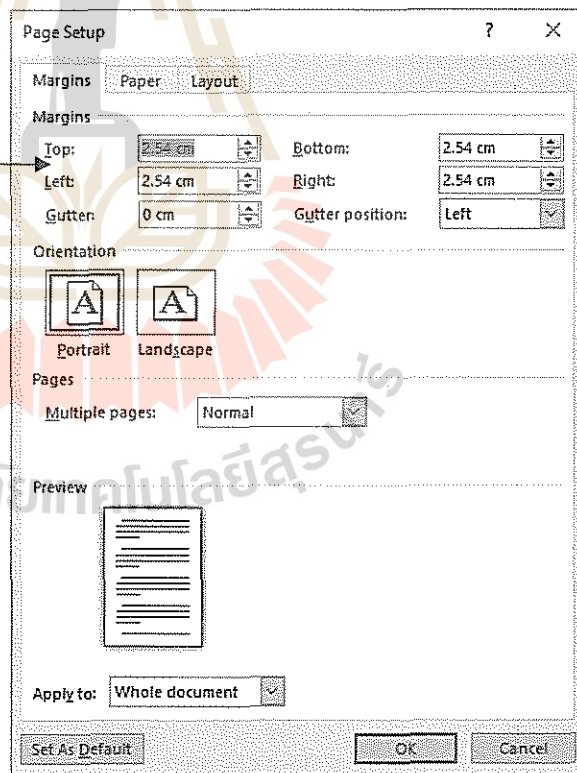 Page Setup ? ×
Margins Paper Layout
Margins
Top: 2.54 cm Bottom: 2.54 cm
Left: 2.54 cm Right: 2.54 cm
Gutter: 0 cm Gutter position: Left
Orientation
A A
Portrait Landscape
Pages
Multiple pages: Normal
Preview
Apply to: Whole document
Set As Default OK Cancel